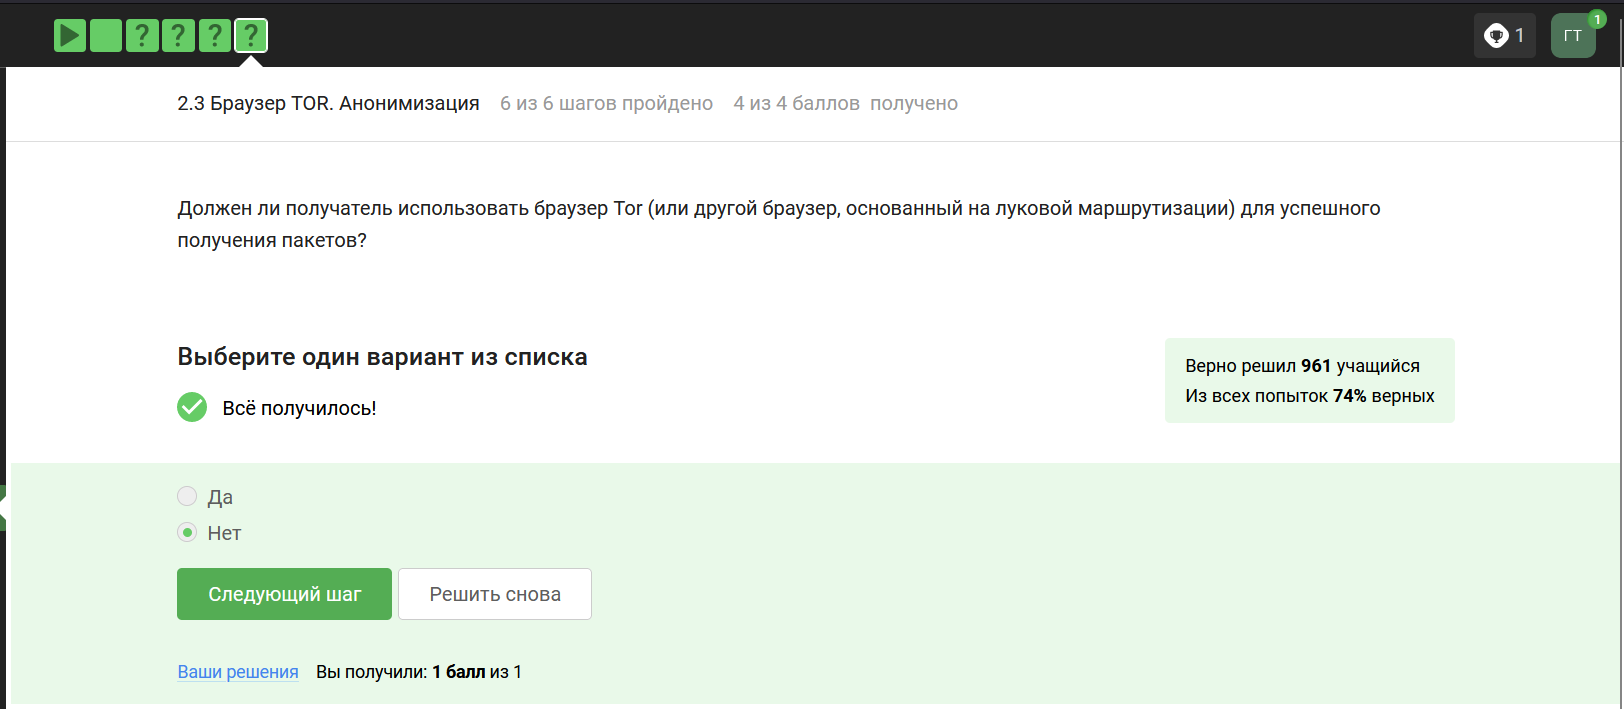 ? ? ? ?
1
ГТ
1
2.3 Браузер TOR. Анонимизация 6 из 6 шагов пройдено 4 из 4 баллов получено
Должен ли получатель использовать браузер Tor (или другой браузер, основанный на луковой маршрутизации) для успешного
получения пакетов?
Выберите один вариант из списка
Всё получилось!
Верно решил 961 учащийся
Из всех попыток 74% верных
Да
Нет
Следующий шаг
Решить снова
Ваши решения Вы получили: 1 балл из 1